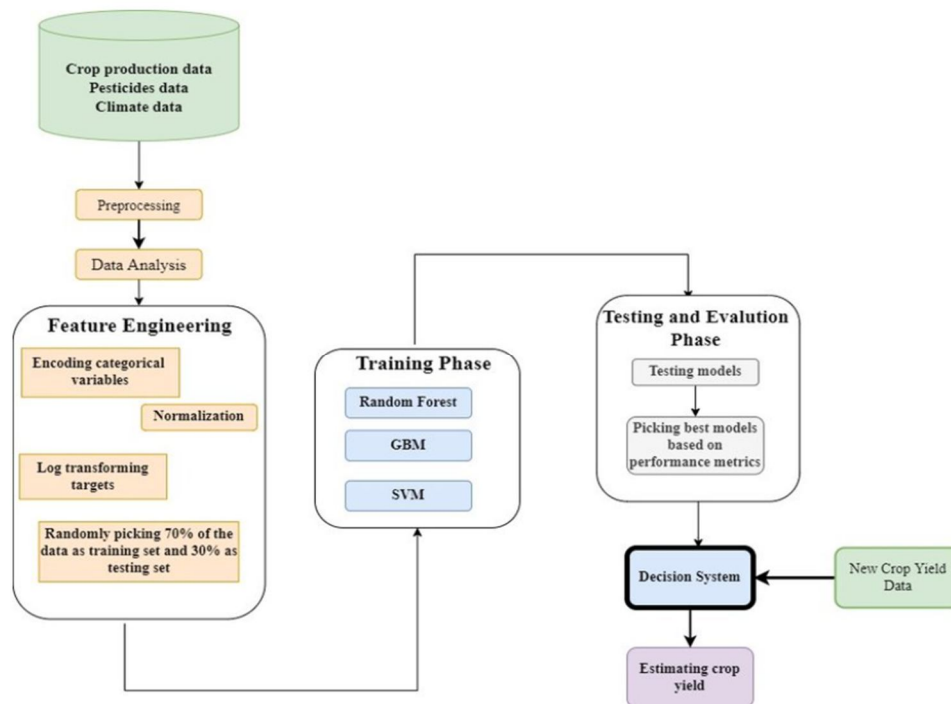 Crop production data
Pesticides data
Climate data
Preprocessing
Data Analysis
Feature Engineering
Encoding categorical
variables
Normalization
Log transforming
targets
Randomly picking 70% of the
data as training set and 30% as
testing set
Training Phase
Random Forest
GBM
SVM
Testing and Evalution
Phase
Testing models
Picking best models
based on
performance metrics
Decision System
New Crop Yield
Data
Estimating crop
yield